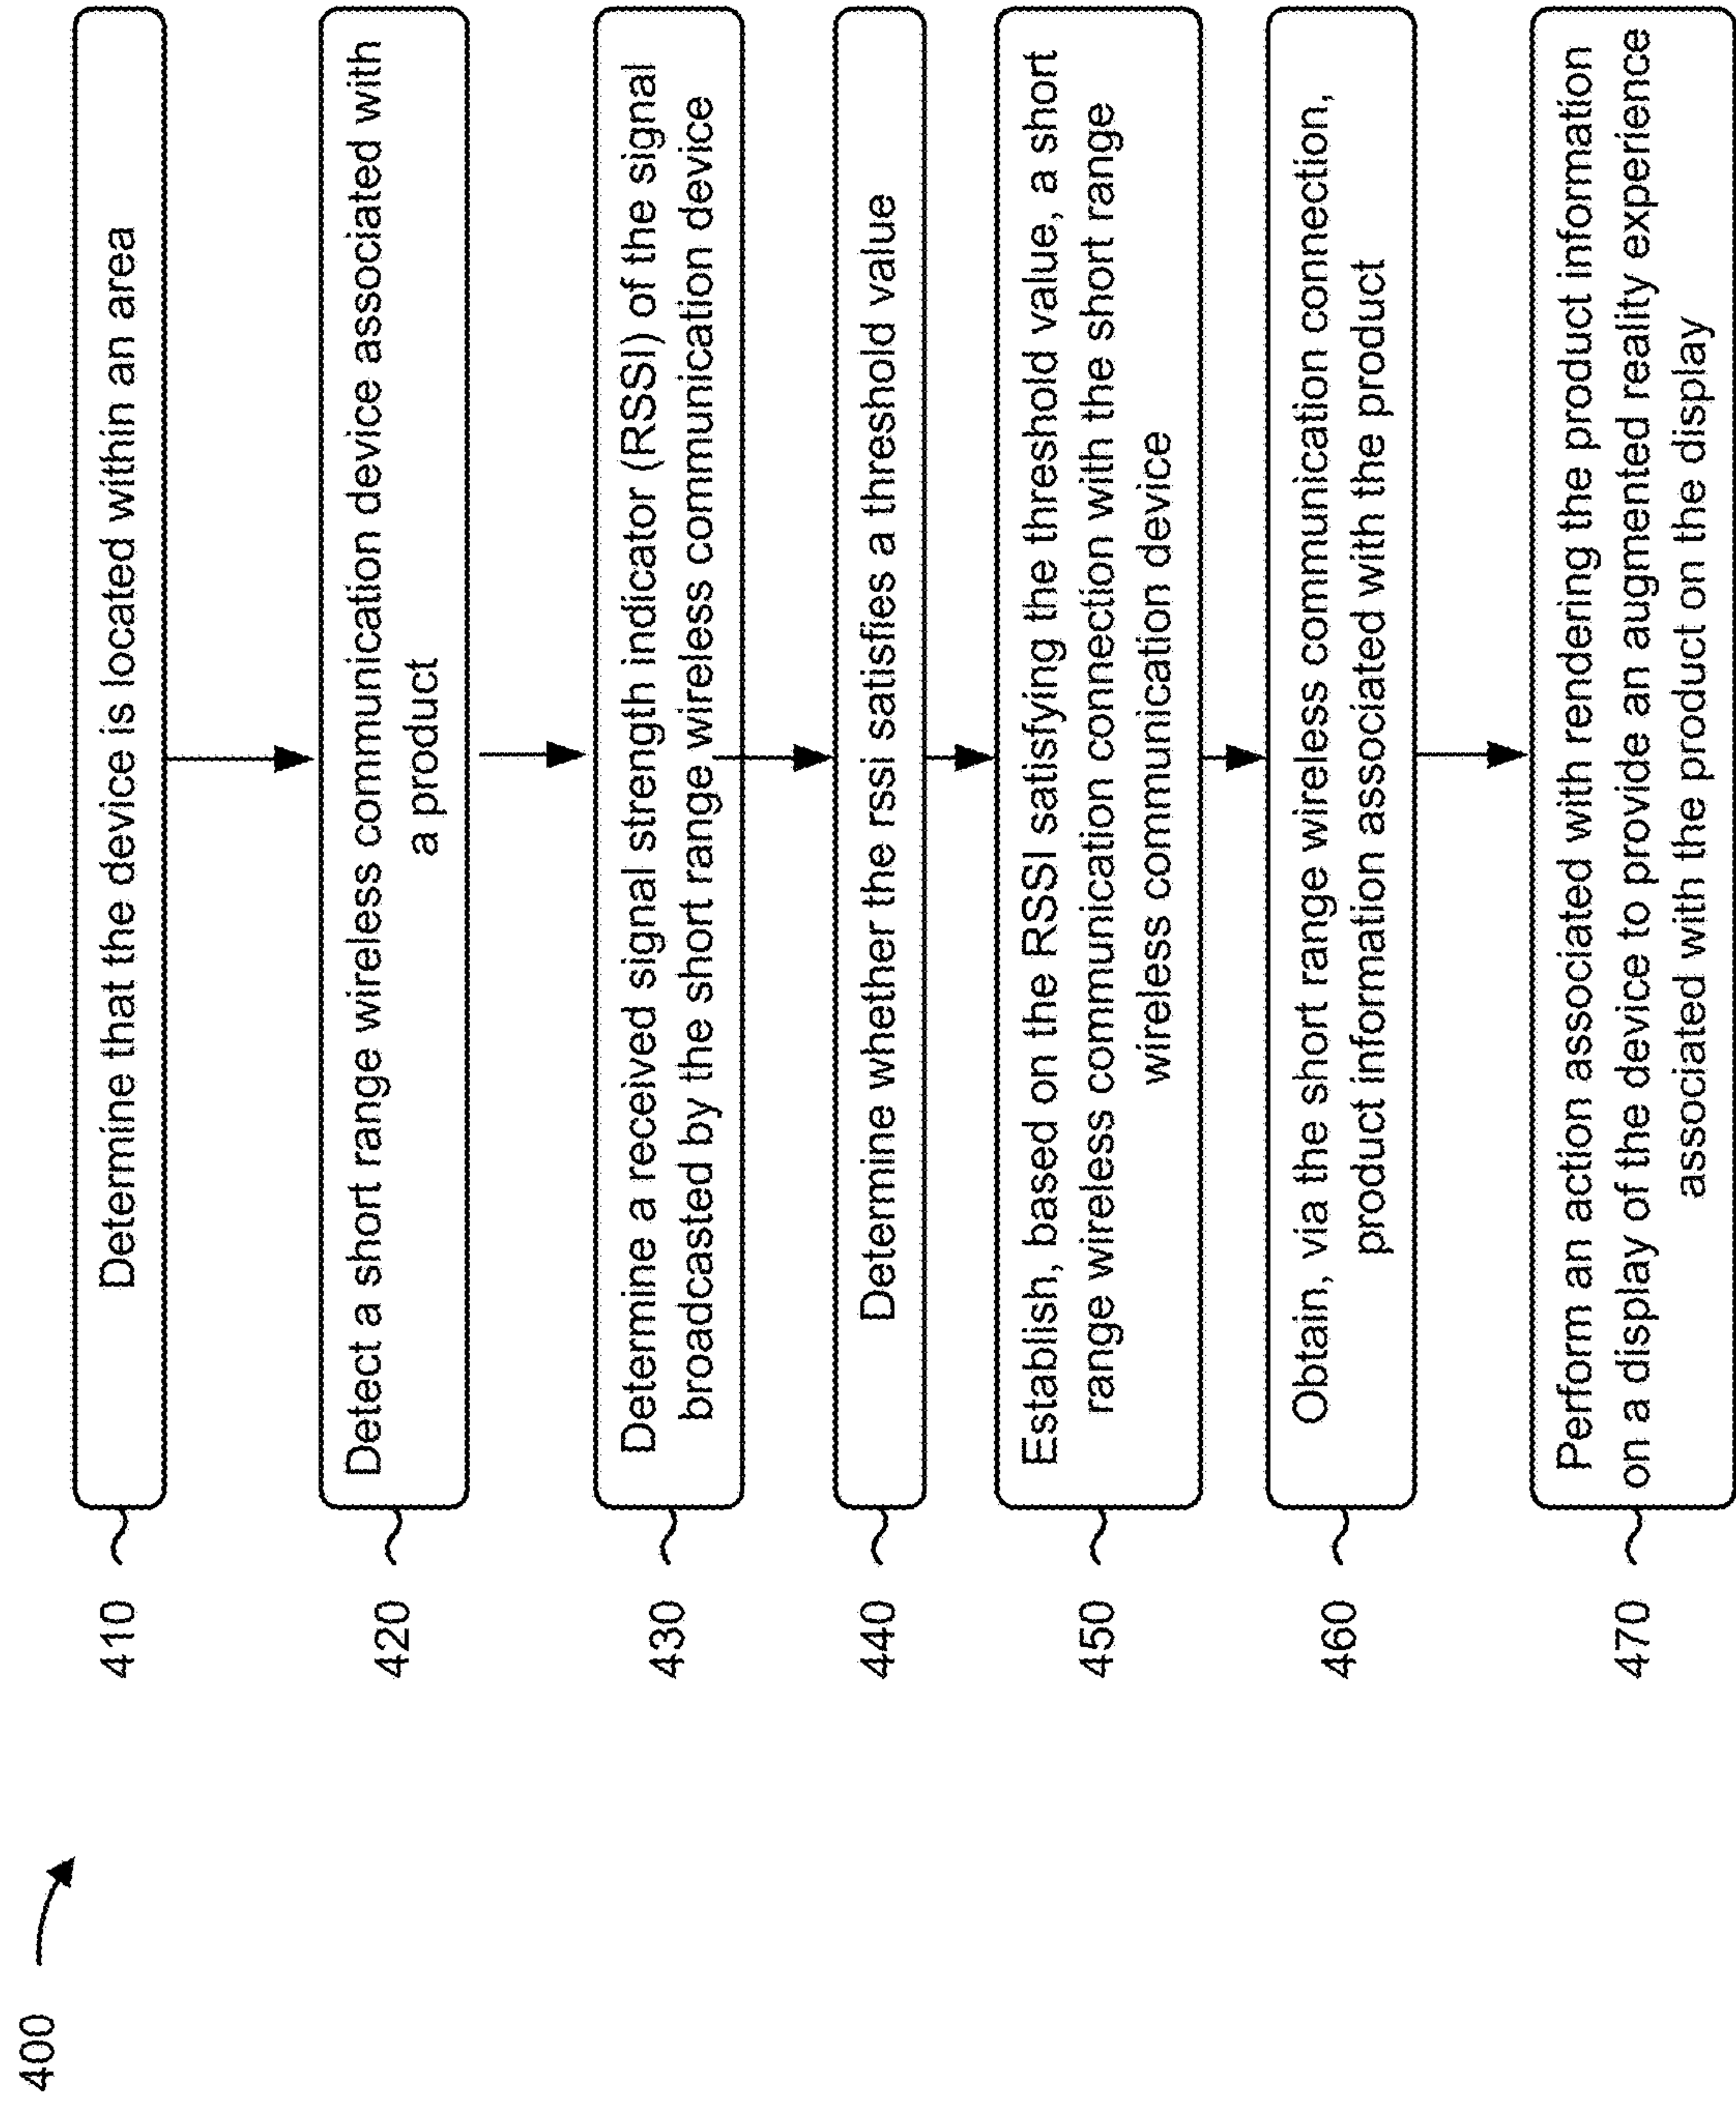 400
410
Determine that the device is located within an area
420
Detect a short range wireless communication device associated with
a product
430
Determine a received signal strength indicator (RSSI) of the signal
broadcasted by the short range wireless communication device
440
Determine whether the rssi satisfies a threshold value
450
Establish, based on the RSSI satisfying the threshold value, a short
range wireless communication connection with the short range
wireless communication device
460
Obtain, via the short range wireless communication connection,
product information associated with the product
470
Perform an action associated with rendering the product information
on a display of the device to provide an augmented reality experience
associated with the product on the display